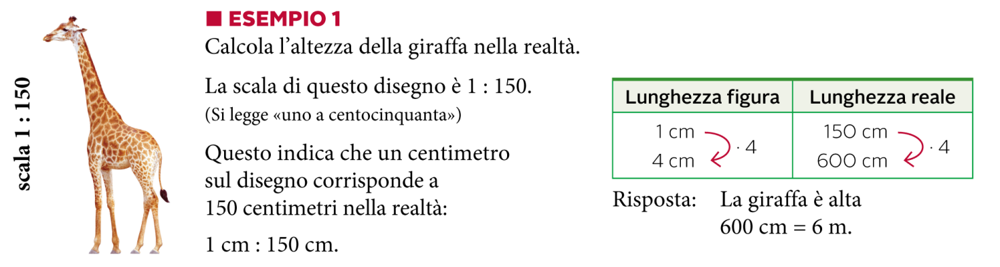 scala 1 : 150
■ ESEMPIO 1
Calcola l’altezza della giraffa nella realtà.
La scala di questo disegno è 1 : 150.
(Si legge «uno a centocinquanta»)
Questo indica che un centimetro
sul disegno corrisponde a
150 centimetri nella realtà:
1 cm : 150 cm.
Lunghezza figura Lunghezza reale
1 cm 150 cm
· 4 · 4
4 cm 600 cm
Risposta: La giraffa è alta
600 cm = 6 m.